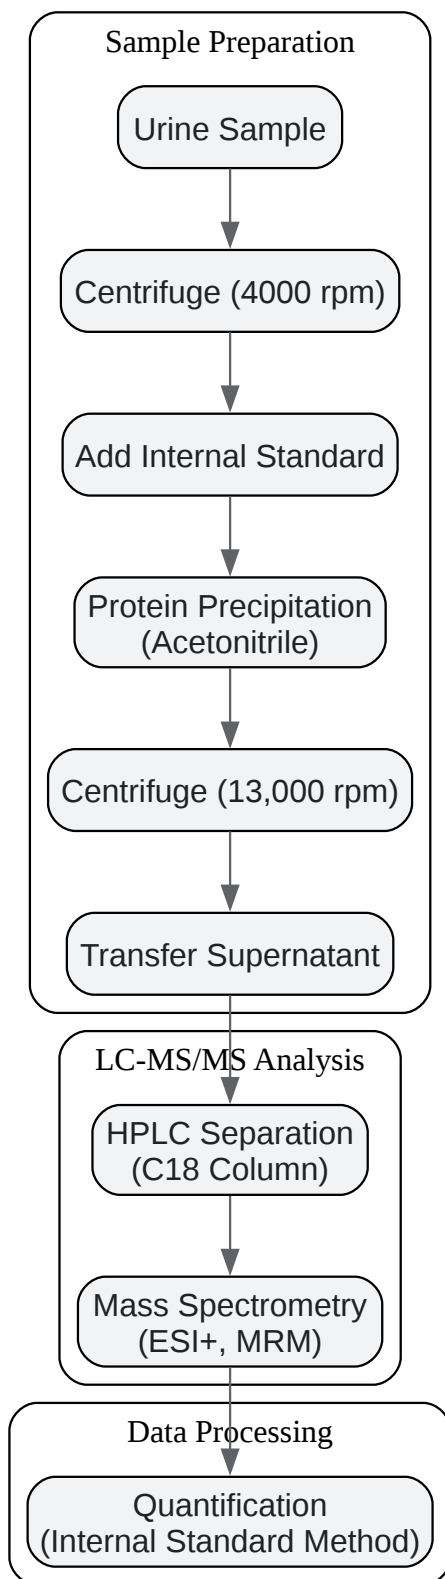 Sample Preparation
Urine Sample
Centrifuge (4000 rpm)
Add Internal Standard
Protein Precipitation
(Acetonitrile)
Centrifuge (13,000 rpm)
Transfer Supernatant
LC-MS/MS Analysis
HPLC Separation
(C18 Column)
Mass Spectrometry
(ESI+, MRM)
Data Processing
Quantification
(Internal Standard Method)